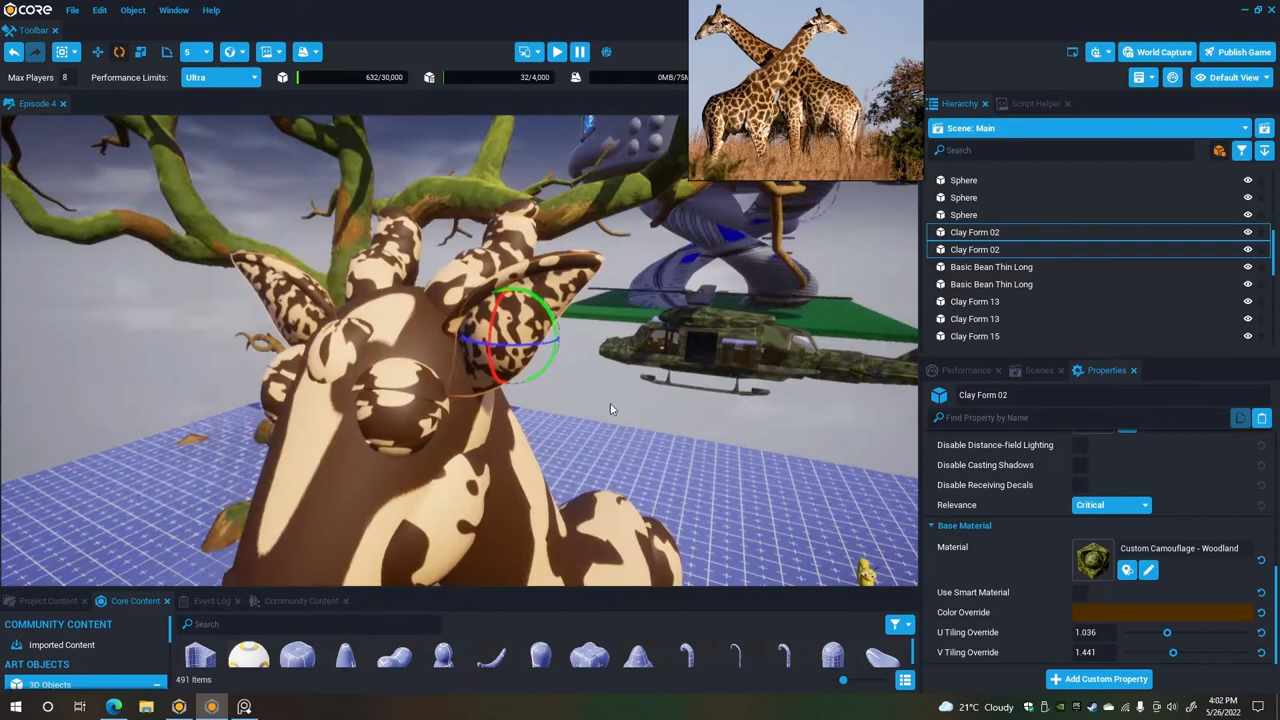 CORE File Edit Object Window Help
Toolbar
5
Max Players 8 Performance Limits: Ultra 632/30,000 32/4,000 0MB/75M
World Capture Publish Game
Default View
Episode 4
Hierarchy Script Helper
Scene: Main
Search
Sphere
Sphere
Sphere
Clay Form 02
Clay Form 02
Basic Bean Thin Long
Basic Bean Thin Long
Clay Form 13
Clay Form 13
Clay Form 15
Performance Scenes Properties
Clay Form 02
Find Property by Name
Disable Distance-field Lighting
Disable Casting Shadows
Disable Receiving Decals
Relevance Critical
Base Material
Material Custom Camouflage - Woodland
Use Smart Material
Color Override
U Tiling Override 1.036
V Tiling Override 1.441
Add Custom Property
Project Content Core Content Event Log Community Content
COMMUNITY CONTENT
Imported Content
ART OBJECTS
3D Objects
Search
491 Items
21°C Cloudy
4:02 PM
5/26/2022